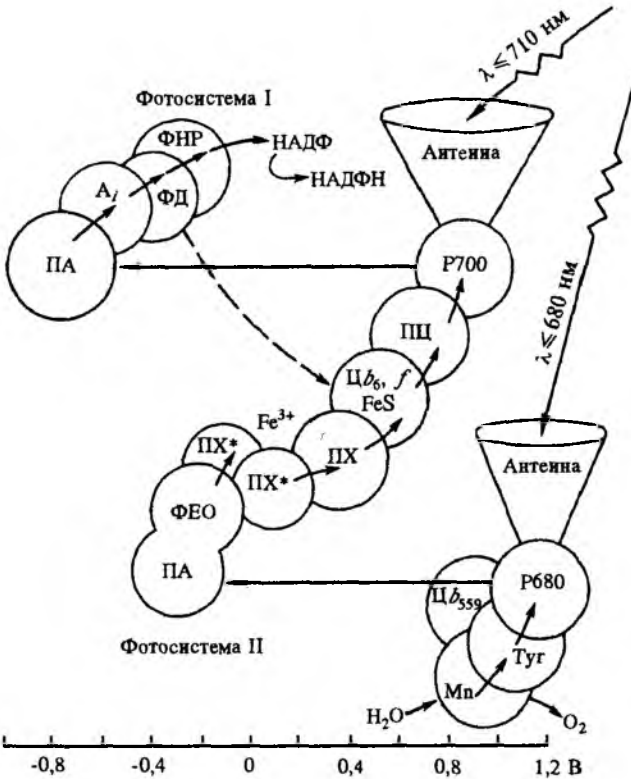 λ ≤ 710 нм
Фотосистема I
ФНР
НАДФ
Антенна
A_i
ФД
НАДФН
λ ≤ 680 нм
ПА
P700
ПЦ
Цb₆, f
FeS
Fe³⁺
ПХ*
ПХ
ПХ*
Антенна
ФЕО
ПА
P680
Цb₅₅₉
Фотосистема II
Tyr
Mn
H₂O
O₂
-0,8 -0,4 0 0,4 0,8 1,2 В